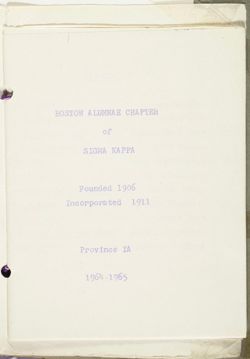 BOSTON ALUMNAE CHAPTER
of
SIGMA KAPPA
Founded 1906
Incorporated 1911
Province IA
1964-1965